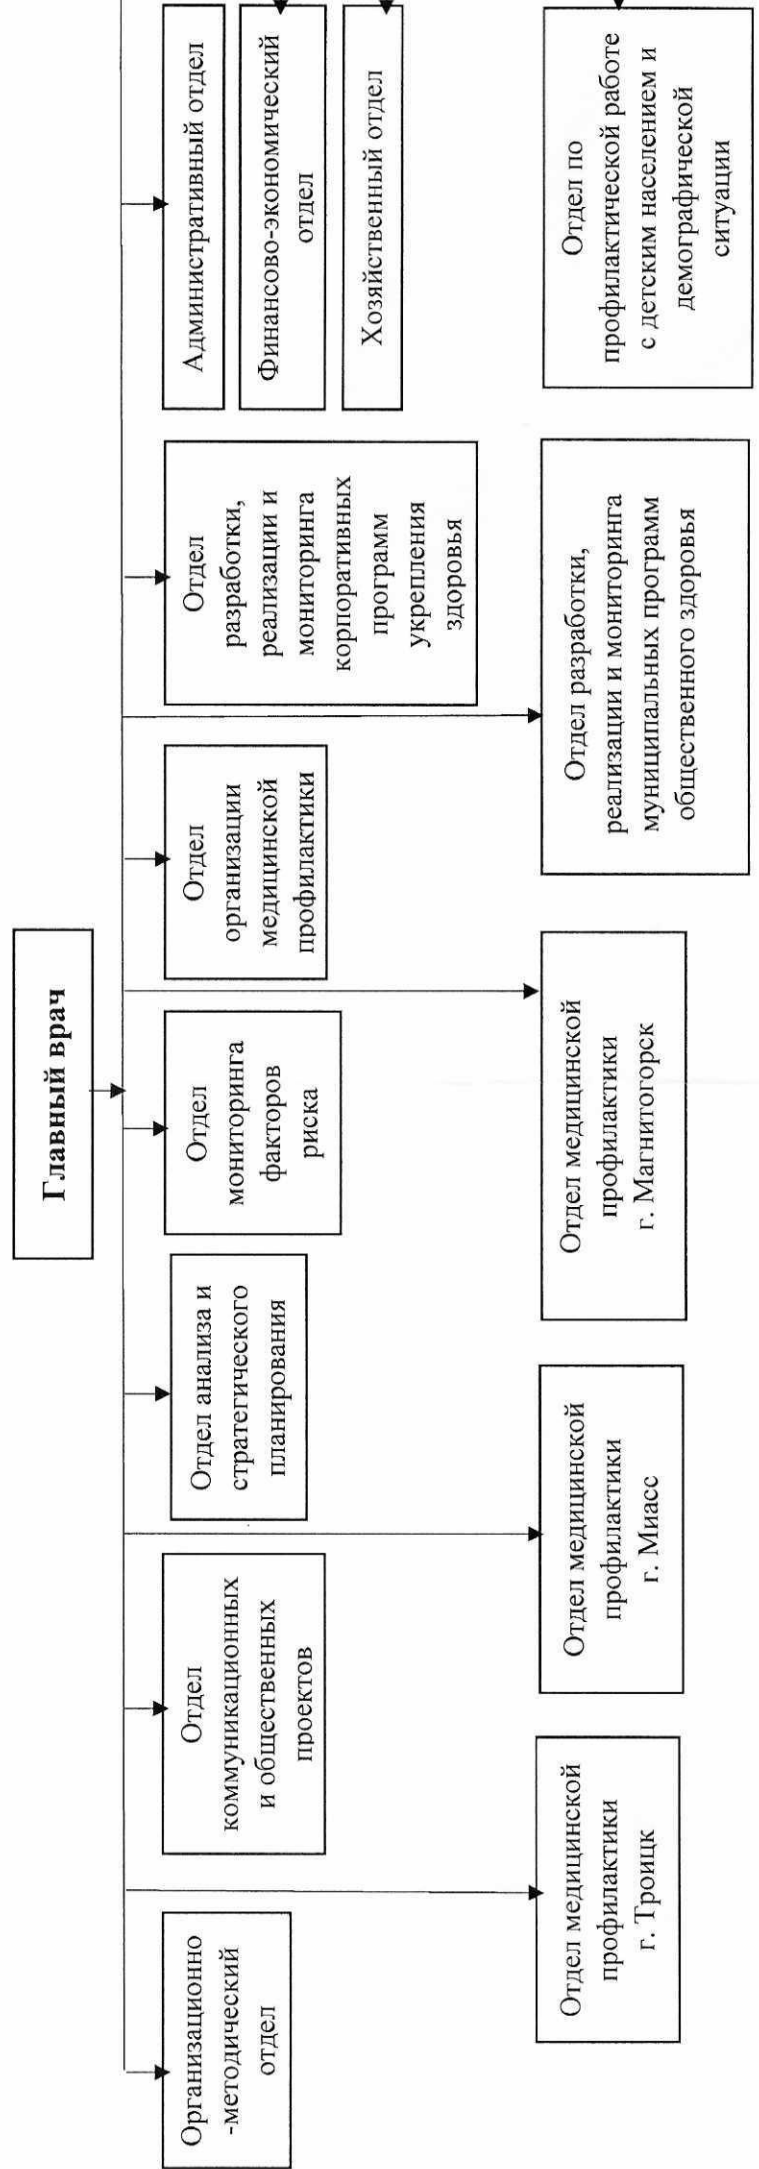 Главный врач
Организационно
-методический
отдел
Отдел
коммуникационных
и общественных
проектов
Отдел анализа и
стратегического
планирования
Отдел
мониторинга
факторов
риска
Отдел
организации
медицинской
профилактики
Отдел
разработки,
реализации и
мониторинга
корпоративных
программ
укрепления
здоровья
Административный отдел
Финансово-экономический
отдел
Хозяйственный отдел
Отдел медицинской
профилактики
г. Троицк
Отдел медицинской
профилактики
г. Миасс
Отдел медицинской
профилактики
г. Магнитогорск
Отдел разработки,
реализации и мониторинга
муниципальных программ
общественного здоровья
Отдел по
профилактической работе
с детским населением и
демографической
ситуации